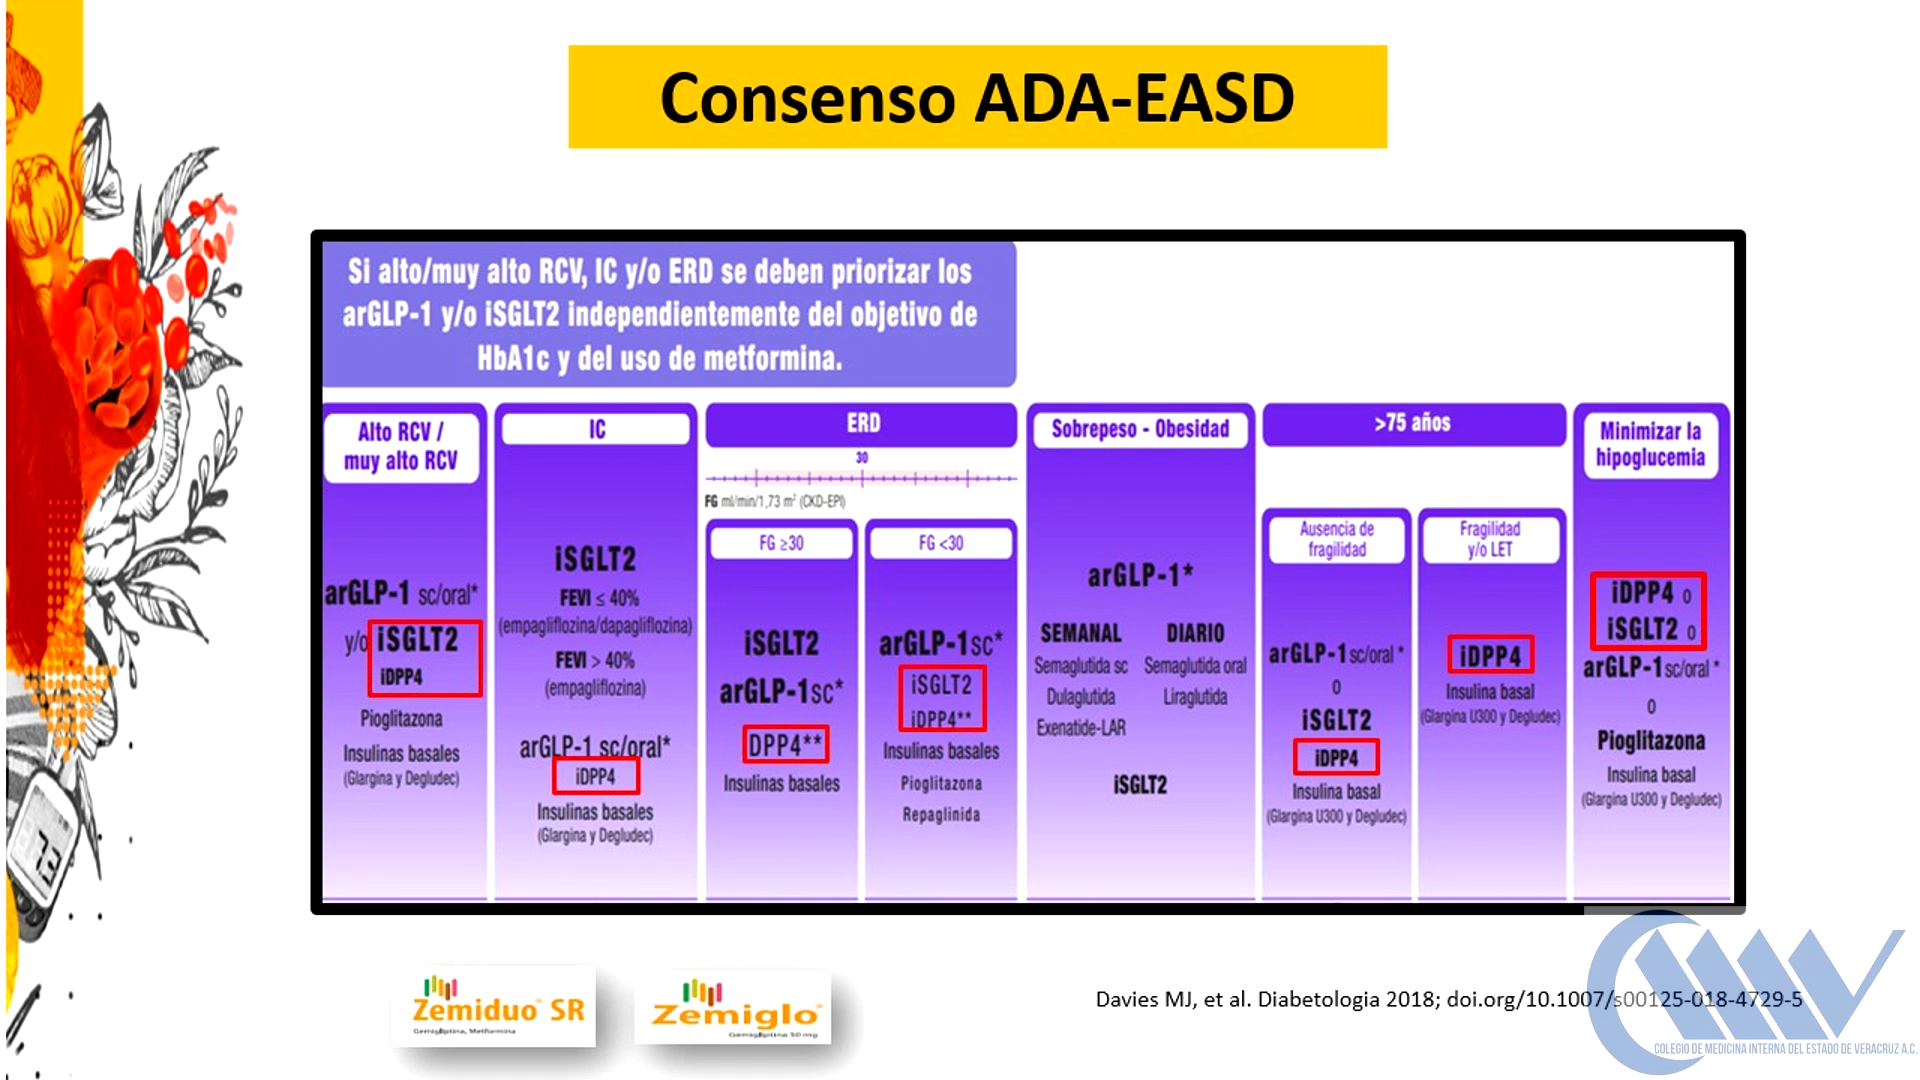 Consenso ADA-EASD
Si alto/muy alto RCV, IC y/o ERD se deben priorizar los
arGLP-1 y/o iSGLT2 independientemente del objetivo de
HbA1c y del uso de metformina.
Alto RCV /
muy alto RCV
arGLP-1 sc/oral*
y/o iSGLT2
iDPP4
Pioglitazona
Insulinas basales
(Glargina y Degludec)
IC
iSGLT2
FEVI ≤ 40%
(empagliflozina/dapagliflozina)
FEVI > 40%
(empagliflozina)
arGLP-1 sc/oral*
iDPP4
Insulinas basales
(Glargina y Degludec)
ERD
30
FG ml/min/1,73 m² (CKD-EPI)
FG ≥30
iSGLT2
arGLP-1sc*
DPP4**
Insulinas basales
FG <30
arGLP-1sc*
iSGLT2
iDPP4**
Insulinas basales
Pioglitazona
Repaglinida
Sobrepeso - Obesidad
arGLP-1*
SEMANAL
Semaglutida sc
Dulaglutida
Exenatide-LAR
DIARIO
Semaglutida oral
Liraglutida
iSGLT2
>75 años
Ausencia de
fragilidad
arGLP-1sc/oral *
O
iSGLT2
iDPP4
Insulina basal
(Glargina U300 y Degludec)
Fragilidad
y/o LET
iDPP4
Insulina basal
(Glargina U300 y Degludec)
Minimizar la
hipoglucemia
iDPP4 O
iSGLT2 O
arGLP-1sc/oral *
O
Pioglitazona
Insulina basal
(Glargina U300 y Degludec)
Zemiduo SR
Gemigliptina, Metformina
Zemiglo
Gemigliptina 50 mg
Davies MJ, et al. Diabetologia 2018; doi.org/10.1007/s00125-018-4729-5
COLEGIO DE MEDICINA INTERNA DEL ESTADO DE VERACRUZ A.C.